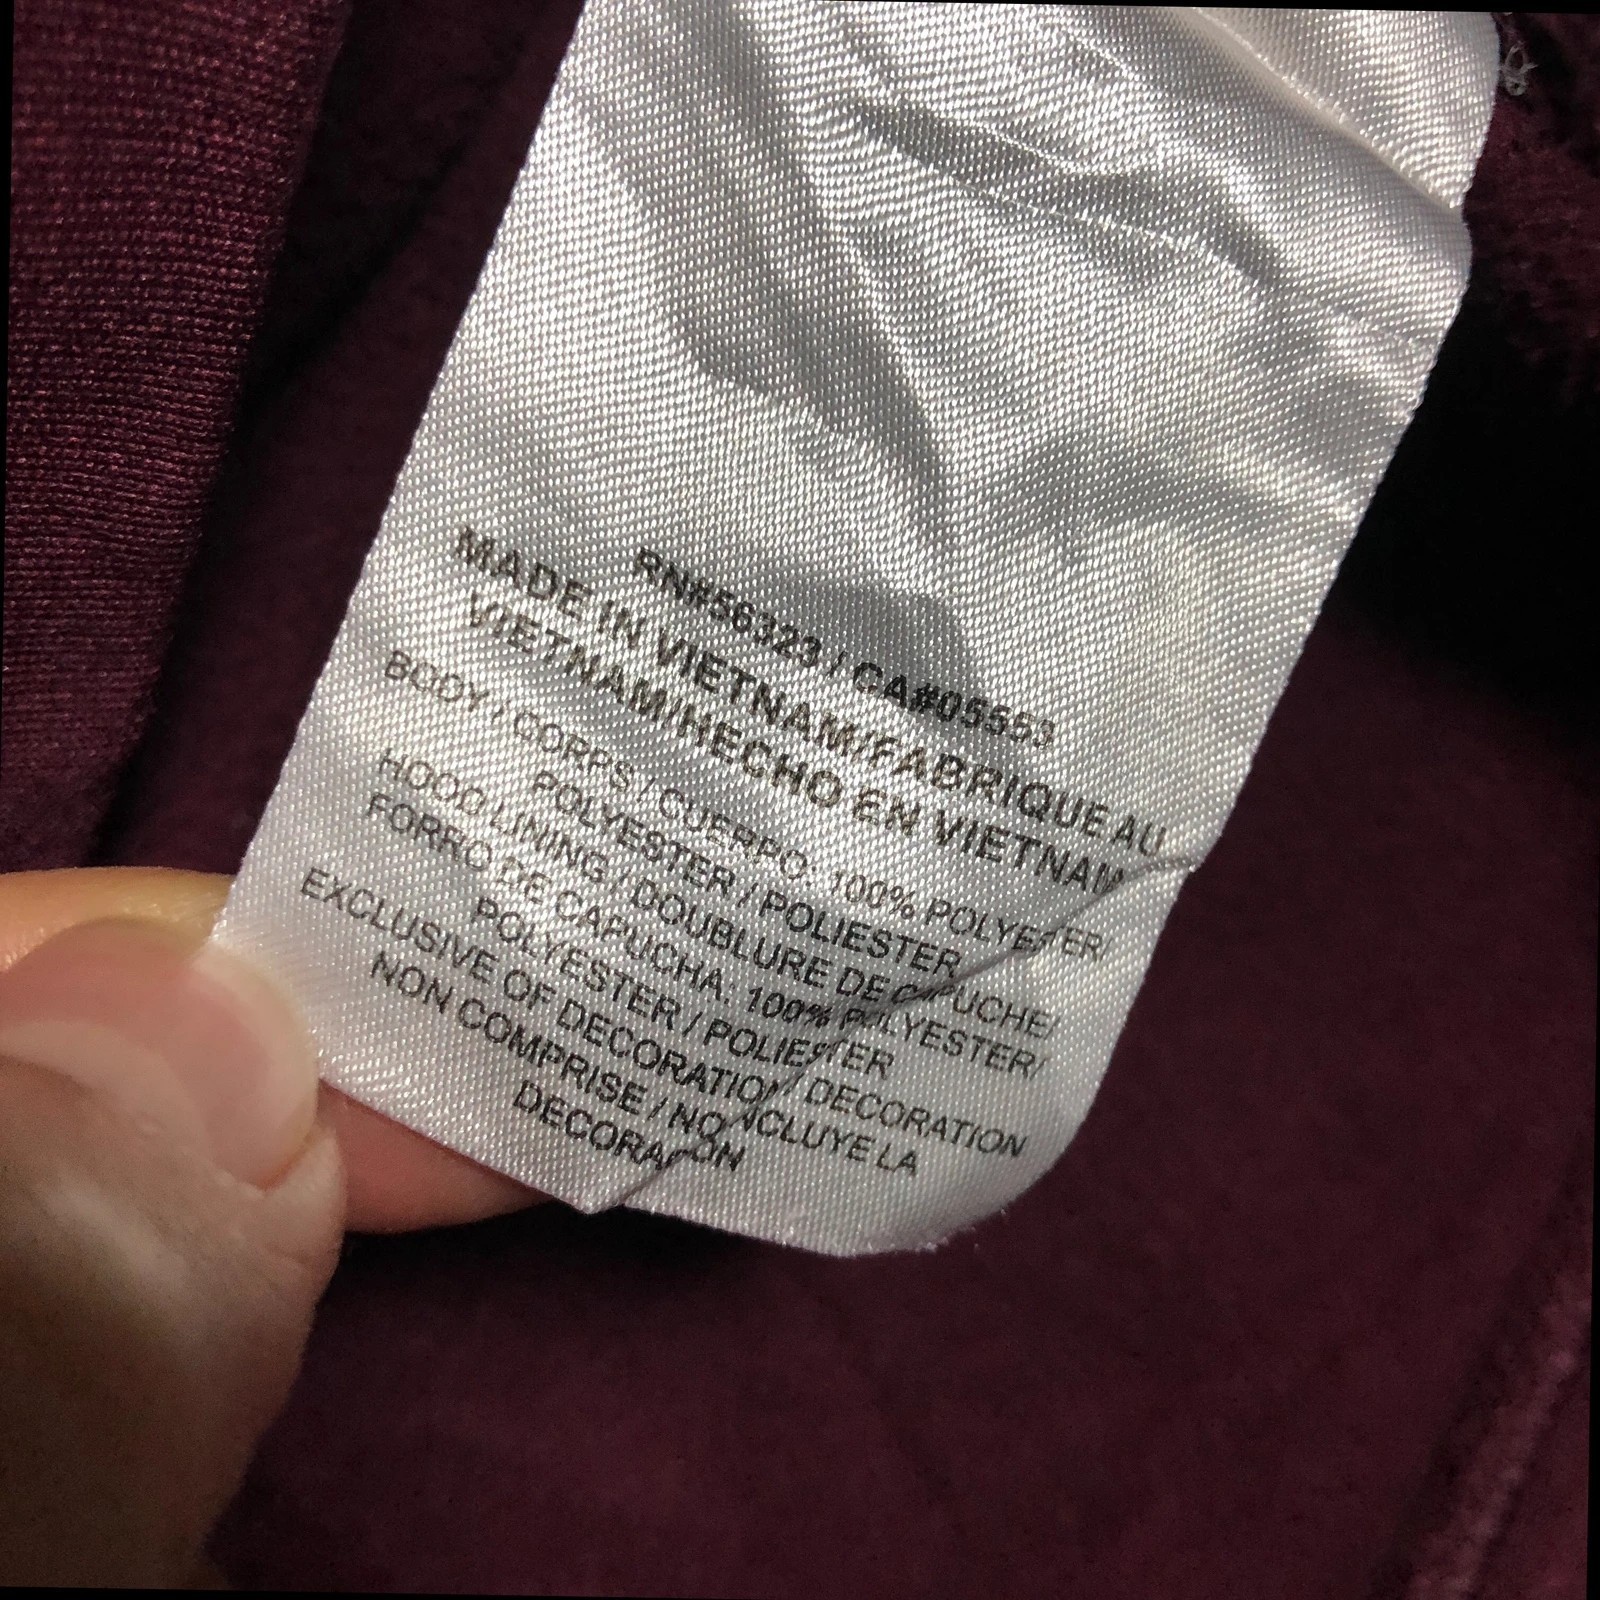 RN#56323 / CA#05553
MADE IN VIETNAM/FABRIQUE AU
VIETNAM/HECHO EN VIETNAM
BODY / CORPS / CUERPO: 100% POLYESTER/
POLYESTER / POLIESTER
HOOD LINING / DOUBLURE DE CAPUCHE/
FORRO DE CAPUCHA: 100% POLYESTER/
POLYESTER / POLIESTER
EXCLUSIVE OF DECORATION/ DECORATION
NON COMPRISE / NO INCLUYE LA
DECORACION